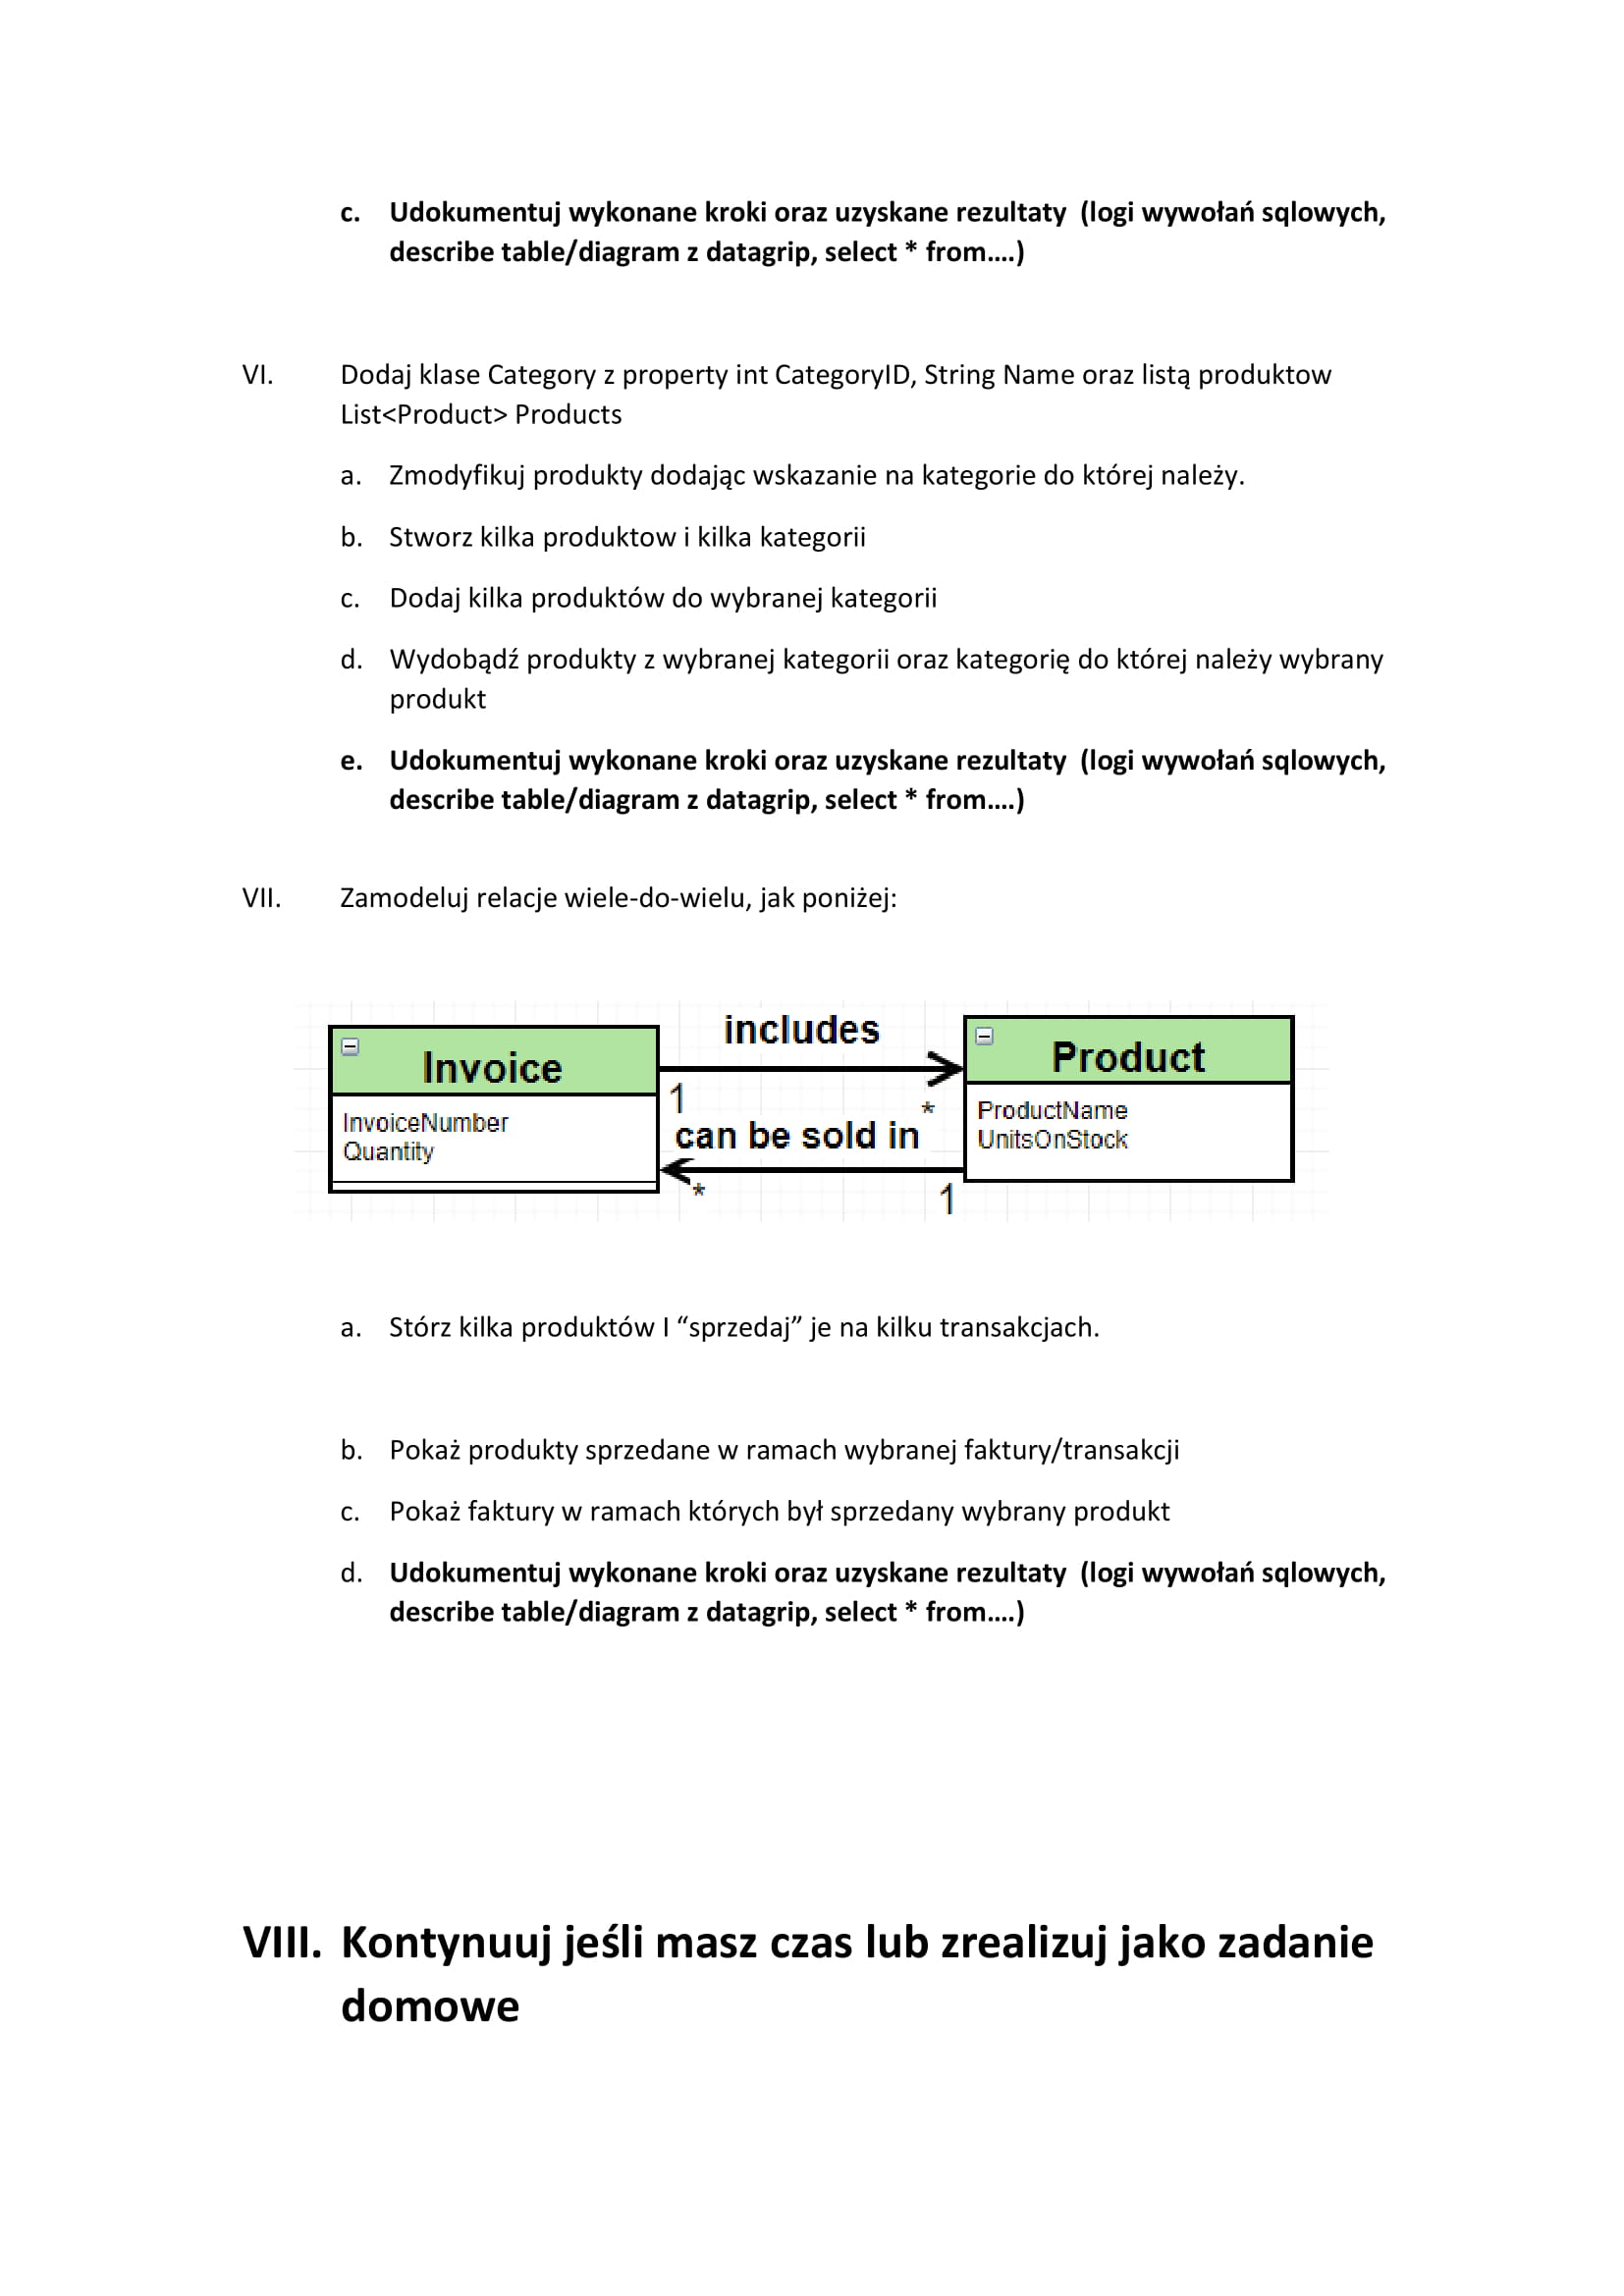 c. Udokumentuj wykonane kroki oraz uzyskane rezultaty (logi wywołań sqlowych,
describe table/diagram z datagrip, select * from....)
VI. Dodaj klase Category z property int CategoryID, String Name oraz listą produktow
List<Product> Products
a. Zmodyfikuj produkty dodając wskazanie na kategorie do której należy.
b. Stworz kilka produktow i kilka kategorii
c. Dodaj kilka produktów do wybranej kategorii
d. Wydobądź produkty z wybranej kategorii oraz kategorię do której należy wybrany
produkt
e. Udokumentuj wykonane kroki oraz uzyskane rezultaty (logi wywołań sqlowych,
describe table/diagram z datagrip, select * from....)
VII. Zamodeluj relacje wiele-do-wielu, jak poniżej:
Invoice
InvoiceNumber
Quantity
includes
1 *
can be sold in
* 1
Product
ProductName
UnitsOnStock
a. Stórz kilka produktów I “sprzedaj” je na kilku transakcjach.
b. Pokaż produkty sprzedane w ramach wybranej faktury/transakcji
c. Pokaż faktury w ramach których był sprzedany wybrany produkt
d. Udokumentuj wykonane kroki oraz uzyskane rezultaty (logi wywołań sqlowych,
describe table/diagram z datagrip, select * from....)
VIII. Kontynuuj jeśli masz czas lub zrealizuj jako zadanie
domowe